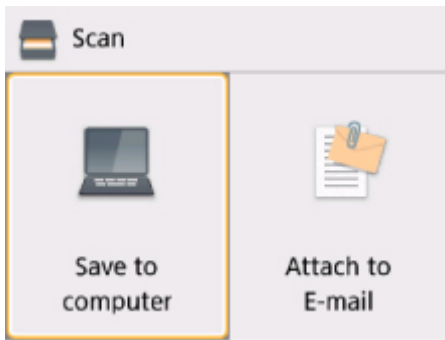 Scan
Save to
computer
Attach to
E-mail